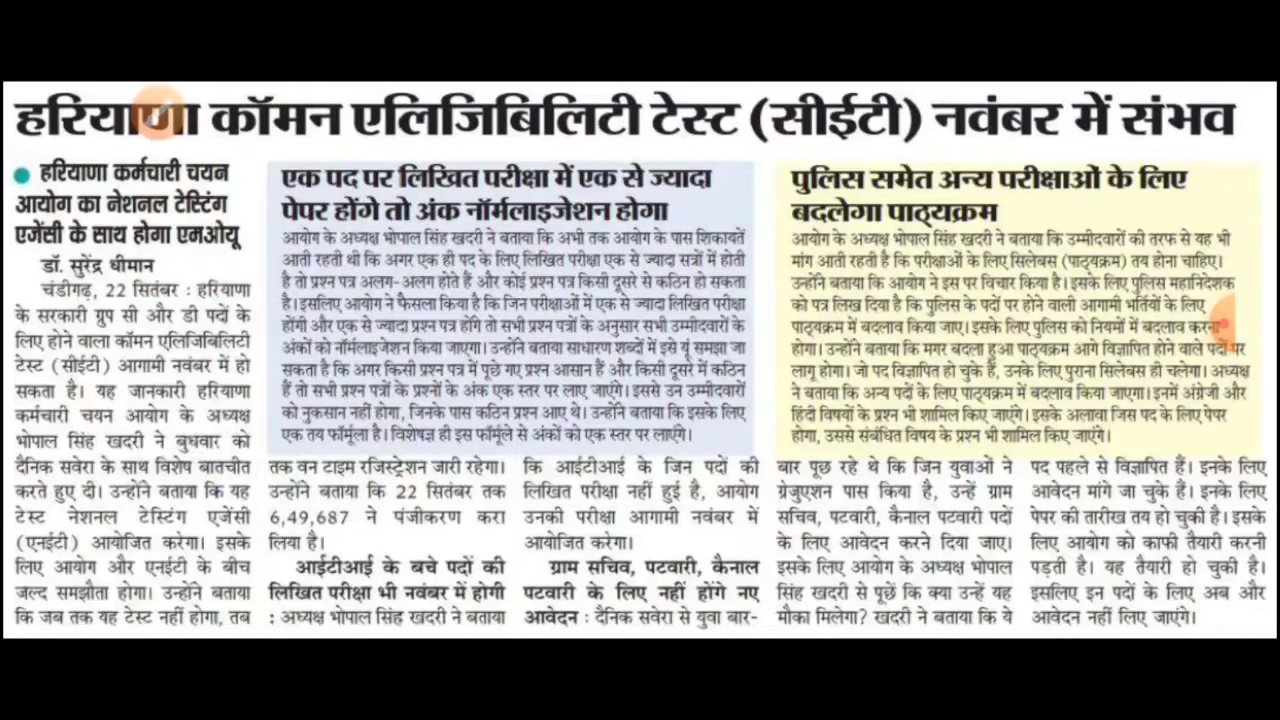 हरियाणा कॉमन एलिजिबिलिटी टेस्ट (सीईटी) नवंबर में संभव
हरियाणा कर्मचारी चयन
आयोग का नेशनल टेस्टिंग
एजेंसी के साथ होगा एमओयू
डॉ. सुरेंद्र धीमान
चंडीगढ़, 22 सितंबर : हरियाणा
के सरकारी ग्रुप सी और डी पदों के
लिए होने वाला कॉमन एलिजिबिलिटी
टेस्ट (सीईटी) आगामी नवंबर में हो
सकता है। यह जानकारी हरियाणा
कर्मचारी चयन आयोग के अध्यक्ष
भोपाल सिंह खदरी ने बुधवार को
दैनिक सवेरा के साथ विशेष बातचीत
करते हुए दी। उन्होंने बताया कि यह
टेस्ट नेशनल टेस्टिंग एजेंसी
(एनईटी) आयोजित करेगा। इसके
लिए आयोग और एनईटी के बीच
जल्द समझौता होगा। उन्होंने बताया
कि जब तक यह टेस्ट नहीं होगा, तब
एक पद पर लिखित परीक्षा में एक से ज्यादा
पेपर होंगे तो अंक नॉर्मलाइजेशन होगा
आयोग के अध्यक्ष भोपाल सिंह खदरी ने बताया कि अभी तक आयोग के पास शिकायतें
आती रहती थी कि अगर एक ही पद के लिए लिखित परीक्षा एक से ज्यादा सत्रों में होती
है तो प्रश्न पत्र अलग-अलग होते हैं और कोई प्रश्न पत्र किसी दूसरे से कठिन हो सकता
है। इसलिए आयोग ने फैसला किया है कि जिन परीक्षाओं में एक से ज्यादा लिखित परीक्षा
होंगी और एक से ज्यादा प्रश्न पत्र होंगे तो सभी प्रश्न पत्रों के अनुसार सभी उम्मीदवारों के
अंकों को नॉर्मलाइजेशन किया जाएगा। उन्होंने बताया साधारण शब्दों में इसे यूं समझा जा
सकता है कि अगर किसी प्रश्न पत्र में पूछे गए प्रश्न आसान हैं और किसी दूसरे में कठिन
हैं तो सभी प्रश्न पत्रों के प्रश्नों के अंक एक स्तर पर लाए जाएंगे। इससे उन उम्मीदवारों
को नुकसान नहीं होगा, जिनके पास कठिन प्रश्न आए थे। उन्होंने बताया कि इसके लिए
एक तय फॉर्मूला है। विशेषज्ञ ही इस फॉर्मूले से अंकों को एक स्तर पर लाएंगे।
तक वन टाइम रजिस्ट्रेशन जारी रहेगा।
उन्होंने बताया कि 22 सितंबर तक
6,49,687 ने पंजीकरण करा
लिया है।
आईटीआई के बचे पदों की
लिखित परीक्षा भी नवंबर में होगी
: अध्यक्ष भोपाल सिंह खदरी ने बताया
कि आईटीआई के जिन पदों की
लिखित परीक्षा नहीं हुई है, आयोग
उनकी परीक्षा आगामी नवंबर में
आयोजित करेगा।
ग्राम सचिव, पटवारी, कैनाल
पटवारी के लिए नहीं होंगे नए
आवेदन : दैनिक सवेरा से युवा बार-
पुलिस समेत अन्य परीक्षाओं के लिए
बदलेगा पाठ्यक्रम
आयोग के अध्यक्ष भोपाल सिंह खदरी ने बताया कि उम्मीदवारों की तरफ से यह भी
मांग आती रहती है कि परीक्षाओं के लिए सिलेबस (पाठ्यक्रम) तय होना चाहिए।
उन्होंने बताया कि आयोग ने इस पर विचार किया है। इसके लिए पुलिस महानिदेशक
को पत्र लिख दिया है कि पुलिस के पदों पर होने वाली आगामी भर्तियों के लिए
पाठ्यक्रम में बदलाव किया जाए। इसके लिए पुलिस को नियमों में बदलाव करना
होगा। उन्होंने बताया कि मगर बदला हुआ पाठ्यक्रम आगे विज्ञापित होने वाले पदों पर
लागू होगा। जो पद विज्ञापित हो चुके हैं, उनके लिए पुराना सिलेबस ही चलेगा। अध्यक्ष
ने बताया कि अन्य पदों के लिए पाठ्यक्रम में बदलाव किया जाएगा। इनमें अंग्रेजी और
हिंदी विषयों के प्रश्न भी शामिल किए जाएंगे। इसके अलावा जिस पद के लिए पेपर
होगा, उससे संबंधित विषय के प्रश्न भी शामिल किए जाएंगे।
बार पूछ रहे थे कि जिन युवाओं ने
ग्रेजुएशन पास किया है, उन्हें ग्राम
सचिव, पटवारी, कैनाल पटवारी पदों
के लिए आवेदन करने दिया जाए।
इसके लिए आयोग के अध्यक्ष भोपाल
सिंह खदरी से पूछें कि क्या उन्हें यह
मौका मिलेगा? खदरी ने बताया कि ये
पद पहले से विज्ञापित हैं। इनके लिए
आवेदन मांगे जा चुके हैं। इनके लिए
पेपर की तारीख तय हो चुकी है। इसके
लिए आयोग को काफी तैयारी करनी
पड़ती है। यह तैयारी हो चुकी है।
इसलिए इन पदों के लिए अब और
आवेदन नहीं लिए जाएंगे।